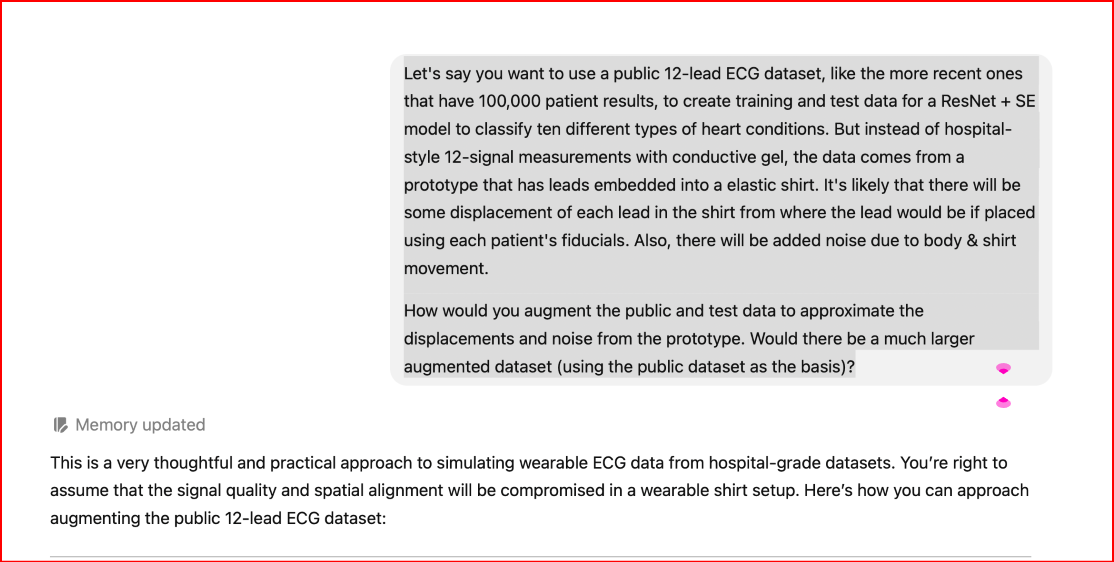 Let's say you want to use a public 12-lead ECG dataset, like the more recent ones
that have 100,000 patient results, to create training and test data for a ResNet + SE
model to classify ten different types of heart conditions. But instead of hospital-
style 12-signal measurements with conductive gel, the data comes from a
prototype that has leads embedded into a elastic shirt. It's likely that there will be
some displacement of each lead in the shirt from where the lead would be if placed
using each patient's fiducials. Also, there will be added noise due to body & shirt
movement.
How would you augment the public and test data to approximate the
displacements and noise from the prototype. Would there be a much larger
augmented dataset (using the public dataset as the basis)?
Memory updated
This is a very thoughtful and practical approach to simulating wearable ECG data from hospital-grade datasets. You’re right to
assume that the signal quality and spatial alignment will be compromised in a wearable shirt setup. Here’s how you can approach
augmenting the public 12-lead ECG dataset: